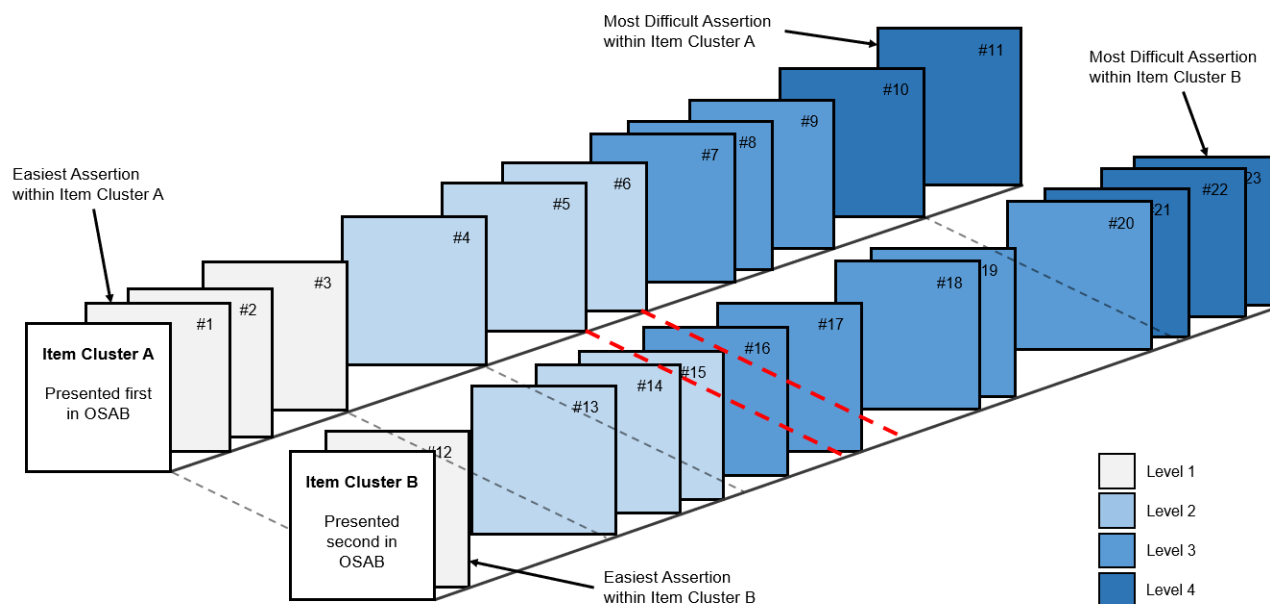 Most Difficult Assertion
within Item Cluster A
#11
Most Difficult Assertion
within Item Cluster B
#10
#9
#8
#7
#6
#5
#4
Easiest Assertion
within Item Cluster A
#3
#2
#1
Item Cluster A
Presented first
in OSAB
23
#22
21
#20
19
#18
#17
#16
#15
#14
#13
#12
Item Cluster B
Presented
second in
OSAB
Easiest Assertion
within Item Cluster B
Level 1
Level 2
Level 3
Level 4